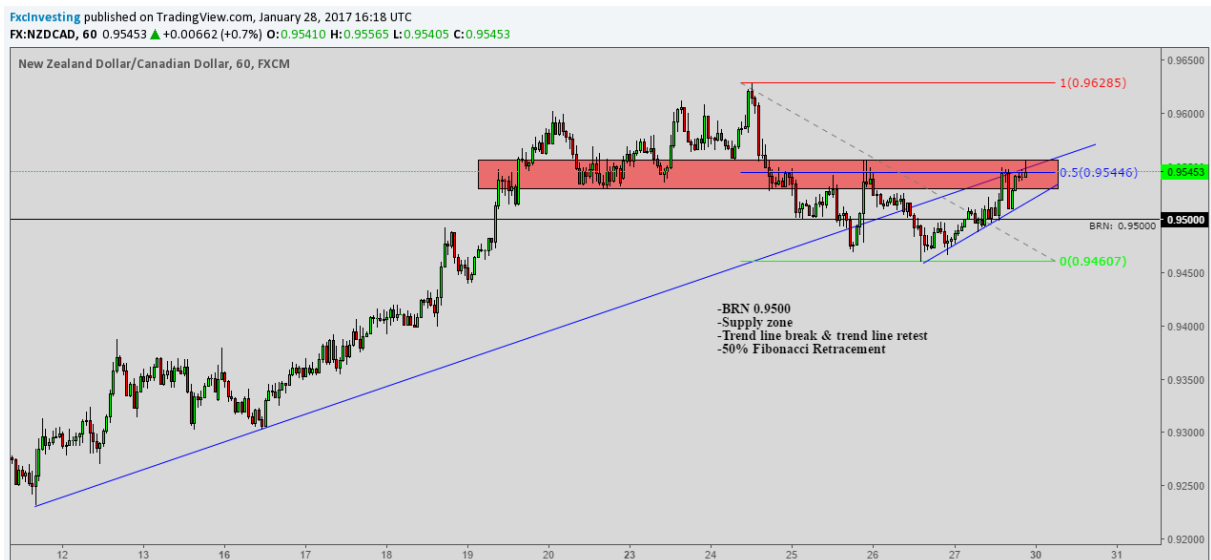 FxcInvesting published on TradingView.com, January 28, 2017 16:18 UTC
FX:NZDCAD, 60 0.95453 ▲ +0.00662 (+0.7%) O:0.95410 H:0.95565 L:0.95405 C:0.95453
New Zealand Dollar/Canadian Dollar, 60, FXCM
0.96500
1(0.96285)
0.96000
0.5(0.95446)
0.95453
0.95000
BRN: 0.95000
0(0.94607)
0.94500
-BRN 0.9500
-Supply zone
-Trend line break & trend line retest
-50% Fibonacci Retracement
0.94000
0.93500
0.93000
0.92500
0.92000
12 13 16 17 18 19 20 23 24 25 26 27 30 31